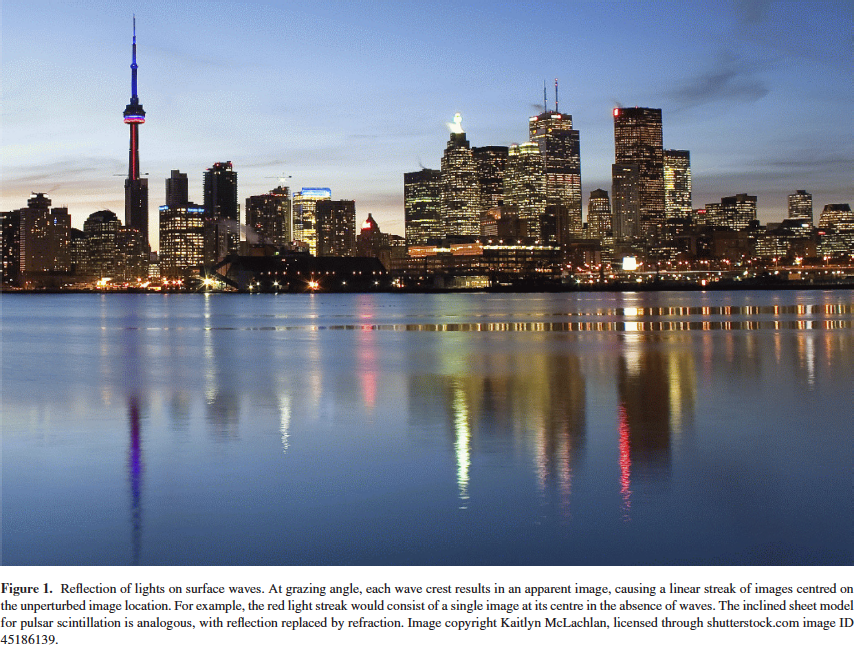 Figure 1. Reflection of lights on surface waves. At grazing angle, each wave crest results in an apparent image, causing a linear streak of images centred on
the unperturbed image location. For example, the red light streak would consist of a single image at its centre in the absence of waves. The inclined sheet model
for pulsar scintillation is analogous, with reflection replaced by refraction. Image copyright Kaitlyn McLachlan, licensed through shutterstock.com image ID
45186139.